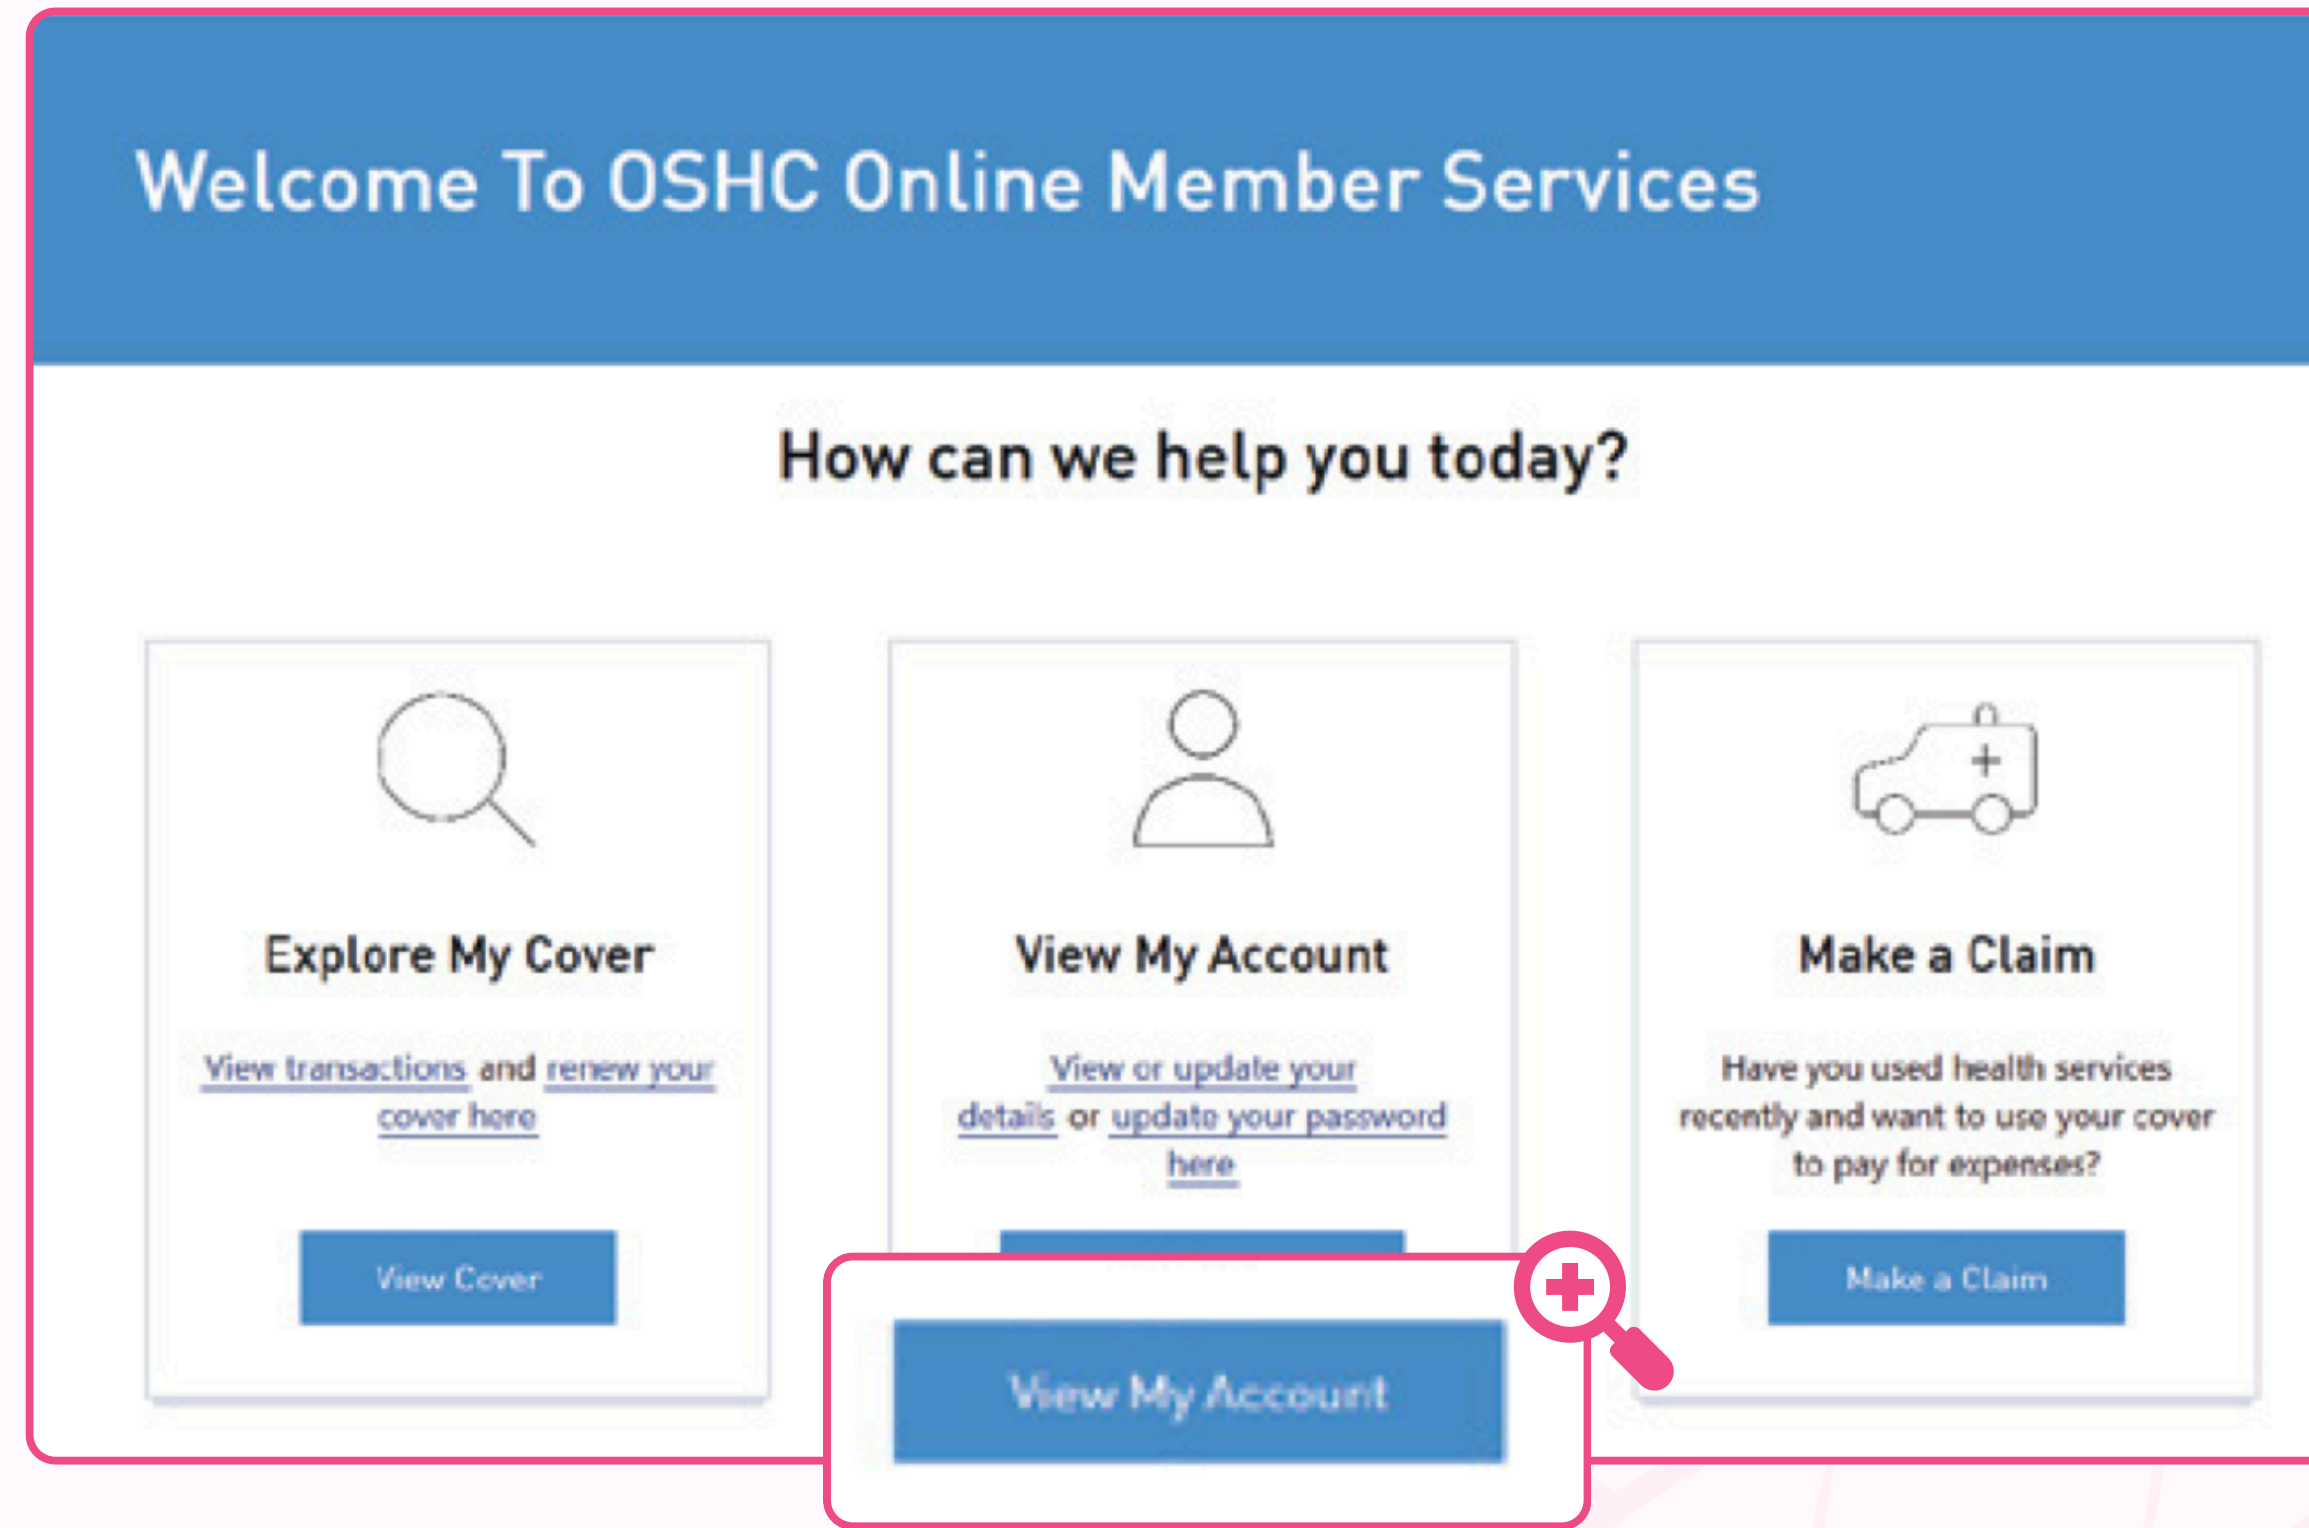 Welcome To OSHC Online Member Services
How can we help you today?
Explore My Cover
View transactions and renew your
cover here
View Cover
View My Account
View or update your
details or update your password
here
View My Account
Make a Claim
Have you used health services
recently and want to use your cover
to pay for expenses?
Make a Claim